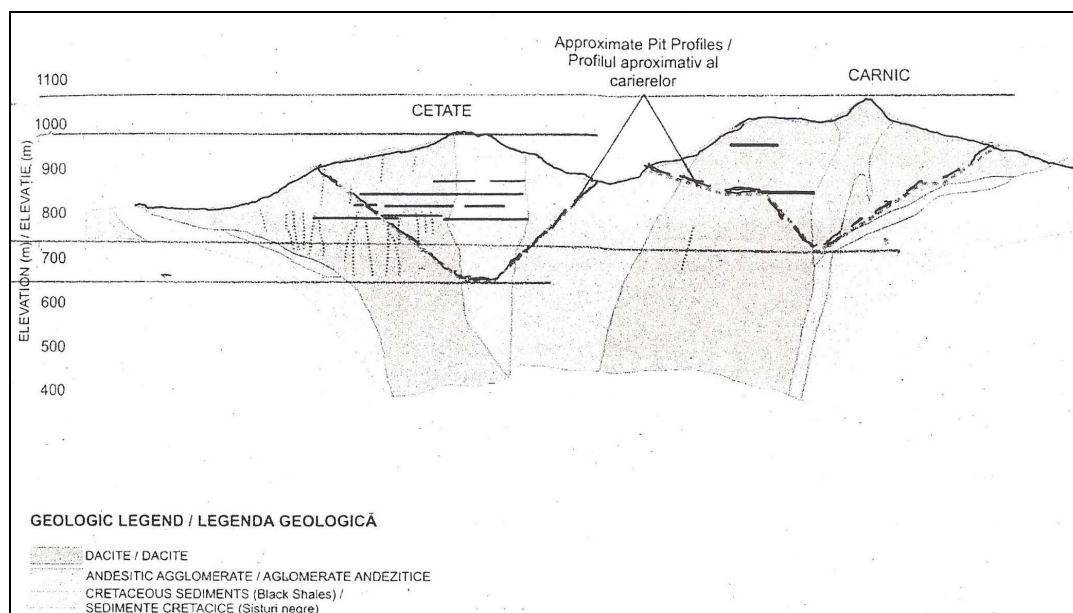 Approximate Pit Profiles /
Profilul aproximativ al
carierelor
CETATE
CARNIC
ELEVATION (m) / ELEVATIE, (m)
1100
1000
900
800
700
600
500
400
GEOLOGIC LEGEND / LEGENDA GEOLOGICĂ
DACITE / DACITE
ANDESITIC AGGLOMERATE / AGLOMERATE ANDEZITICE
CRETACEOUS SEDIMENTS (Black Shales) /
SEDIMENTE CRETACICE (Sisturi negre)